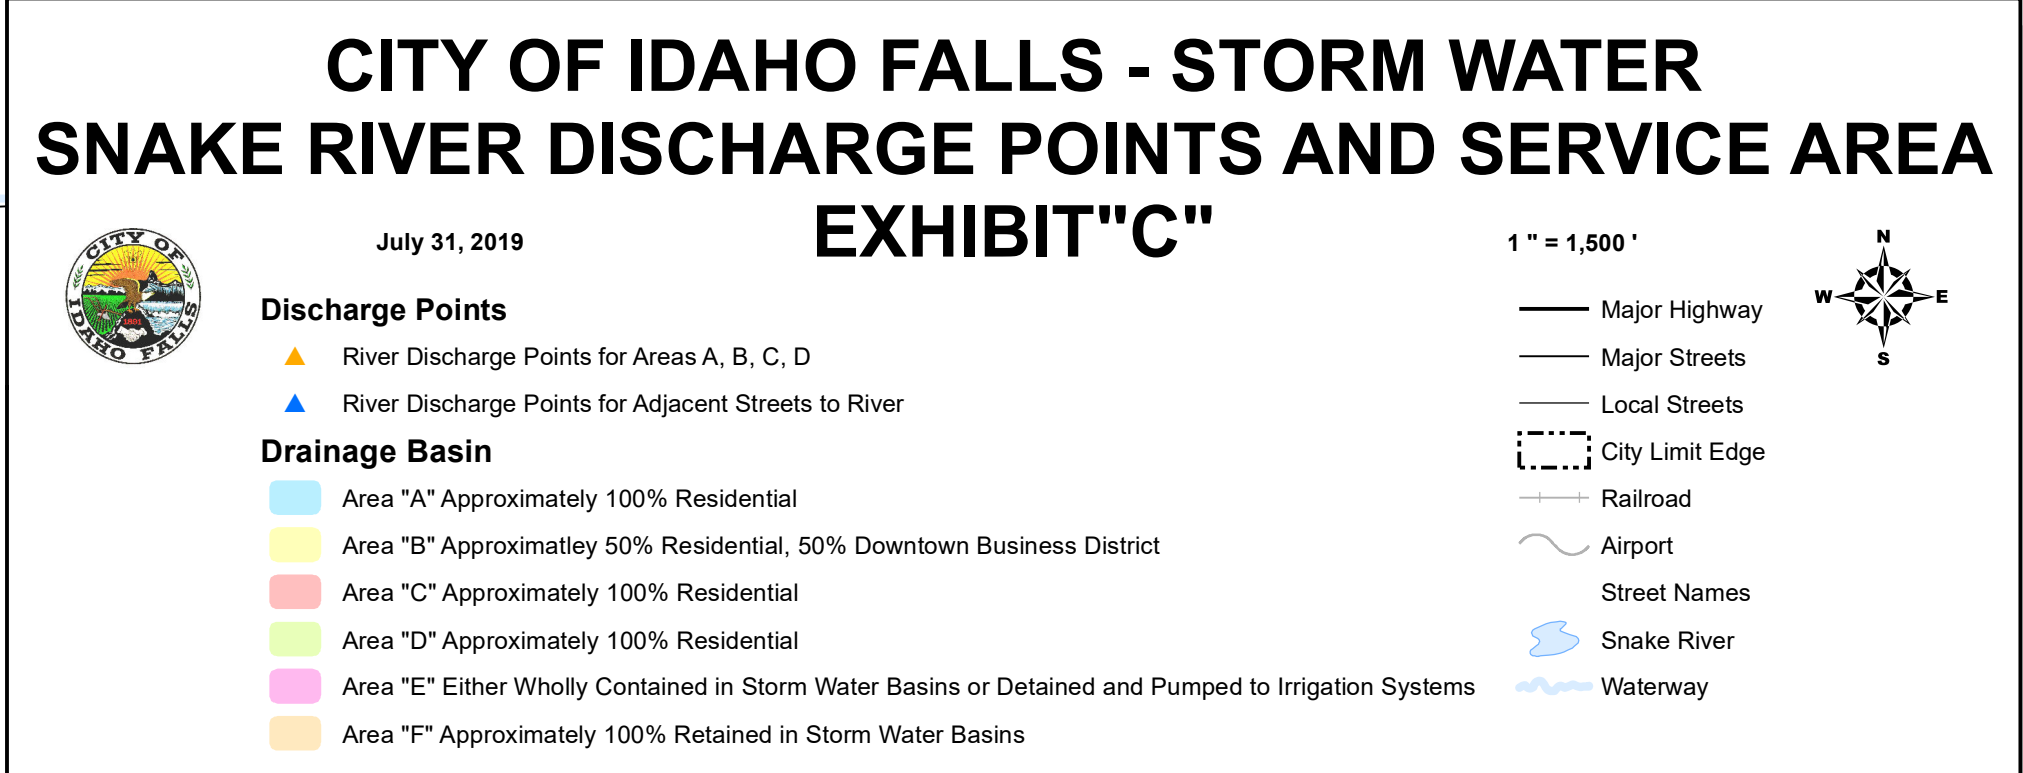 CITY OF IDAHO FALLS - STORM WATER
SNAKE RIVER DISCHARGE POINTS AND SERVICE AREA
EXHIBIT"C"
CITY OF
IDAHO FALLS
1891
July 31, 2019
1 " = 1,500 '
N
W
E
S
Discharge Points
River Discharge Points for Areas A, B, C, D
River Discharge Points for Adjacent Streets to River
Drainage Basin
Area "A" Approximately 100% Residential
Area "B" Approximatley 50% Residential, 50% Downtown Business District
Area "C" Approximately 100% Residential
Area "D" Approximately 100% Residential
Area "E" Either Wholly Contained in Storm Water Basins or Detained and Pumped to Irrigation Systems
Area "F" Approximately 100% Retained in Storm Water Basins
Major Highway
Major Streets
Local Streets
City Limit Edge
Railroad
Airport
Street Names
Snake River
Waterway